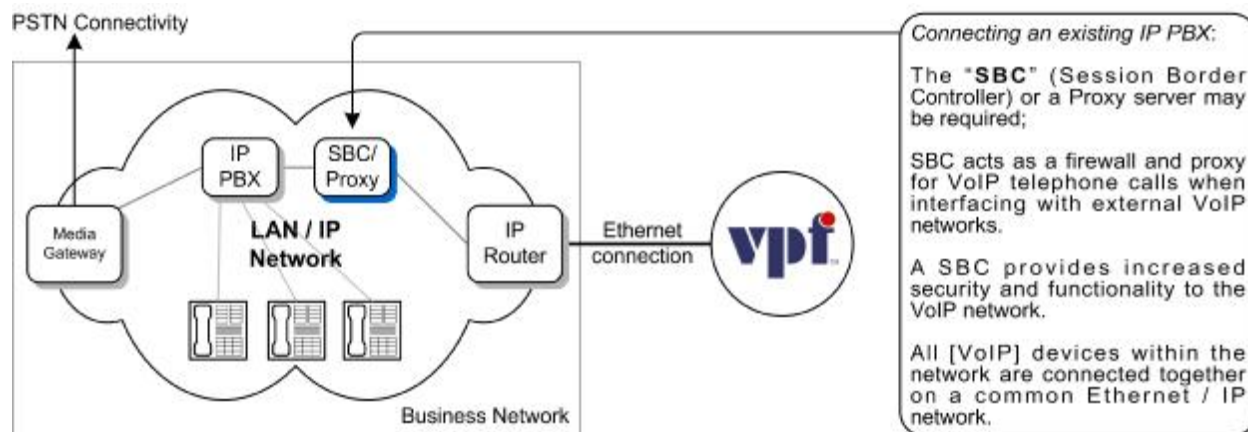 PSTN Connectivity
Media
Gateway
IP
PBX
SBC/
Proxy
LAN / IP
Network
IP
Router
Business Network
Ethernet
connection
vpf
TM
Connecting an existing IP PBX:
The “SBC” (Session Border
Controller) or a Proxy server may
be required;
SBC acts as a firewall and proxy
for VoIP telephone calls when
interfacing with external VoIP
networks.
A SBC provides increased
security and functionality to the
VoIP network.
All [VoIP] devices within the
network are connected together
on a common Ethernet / IP
network.